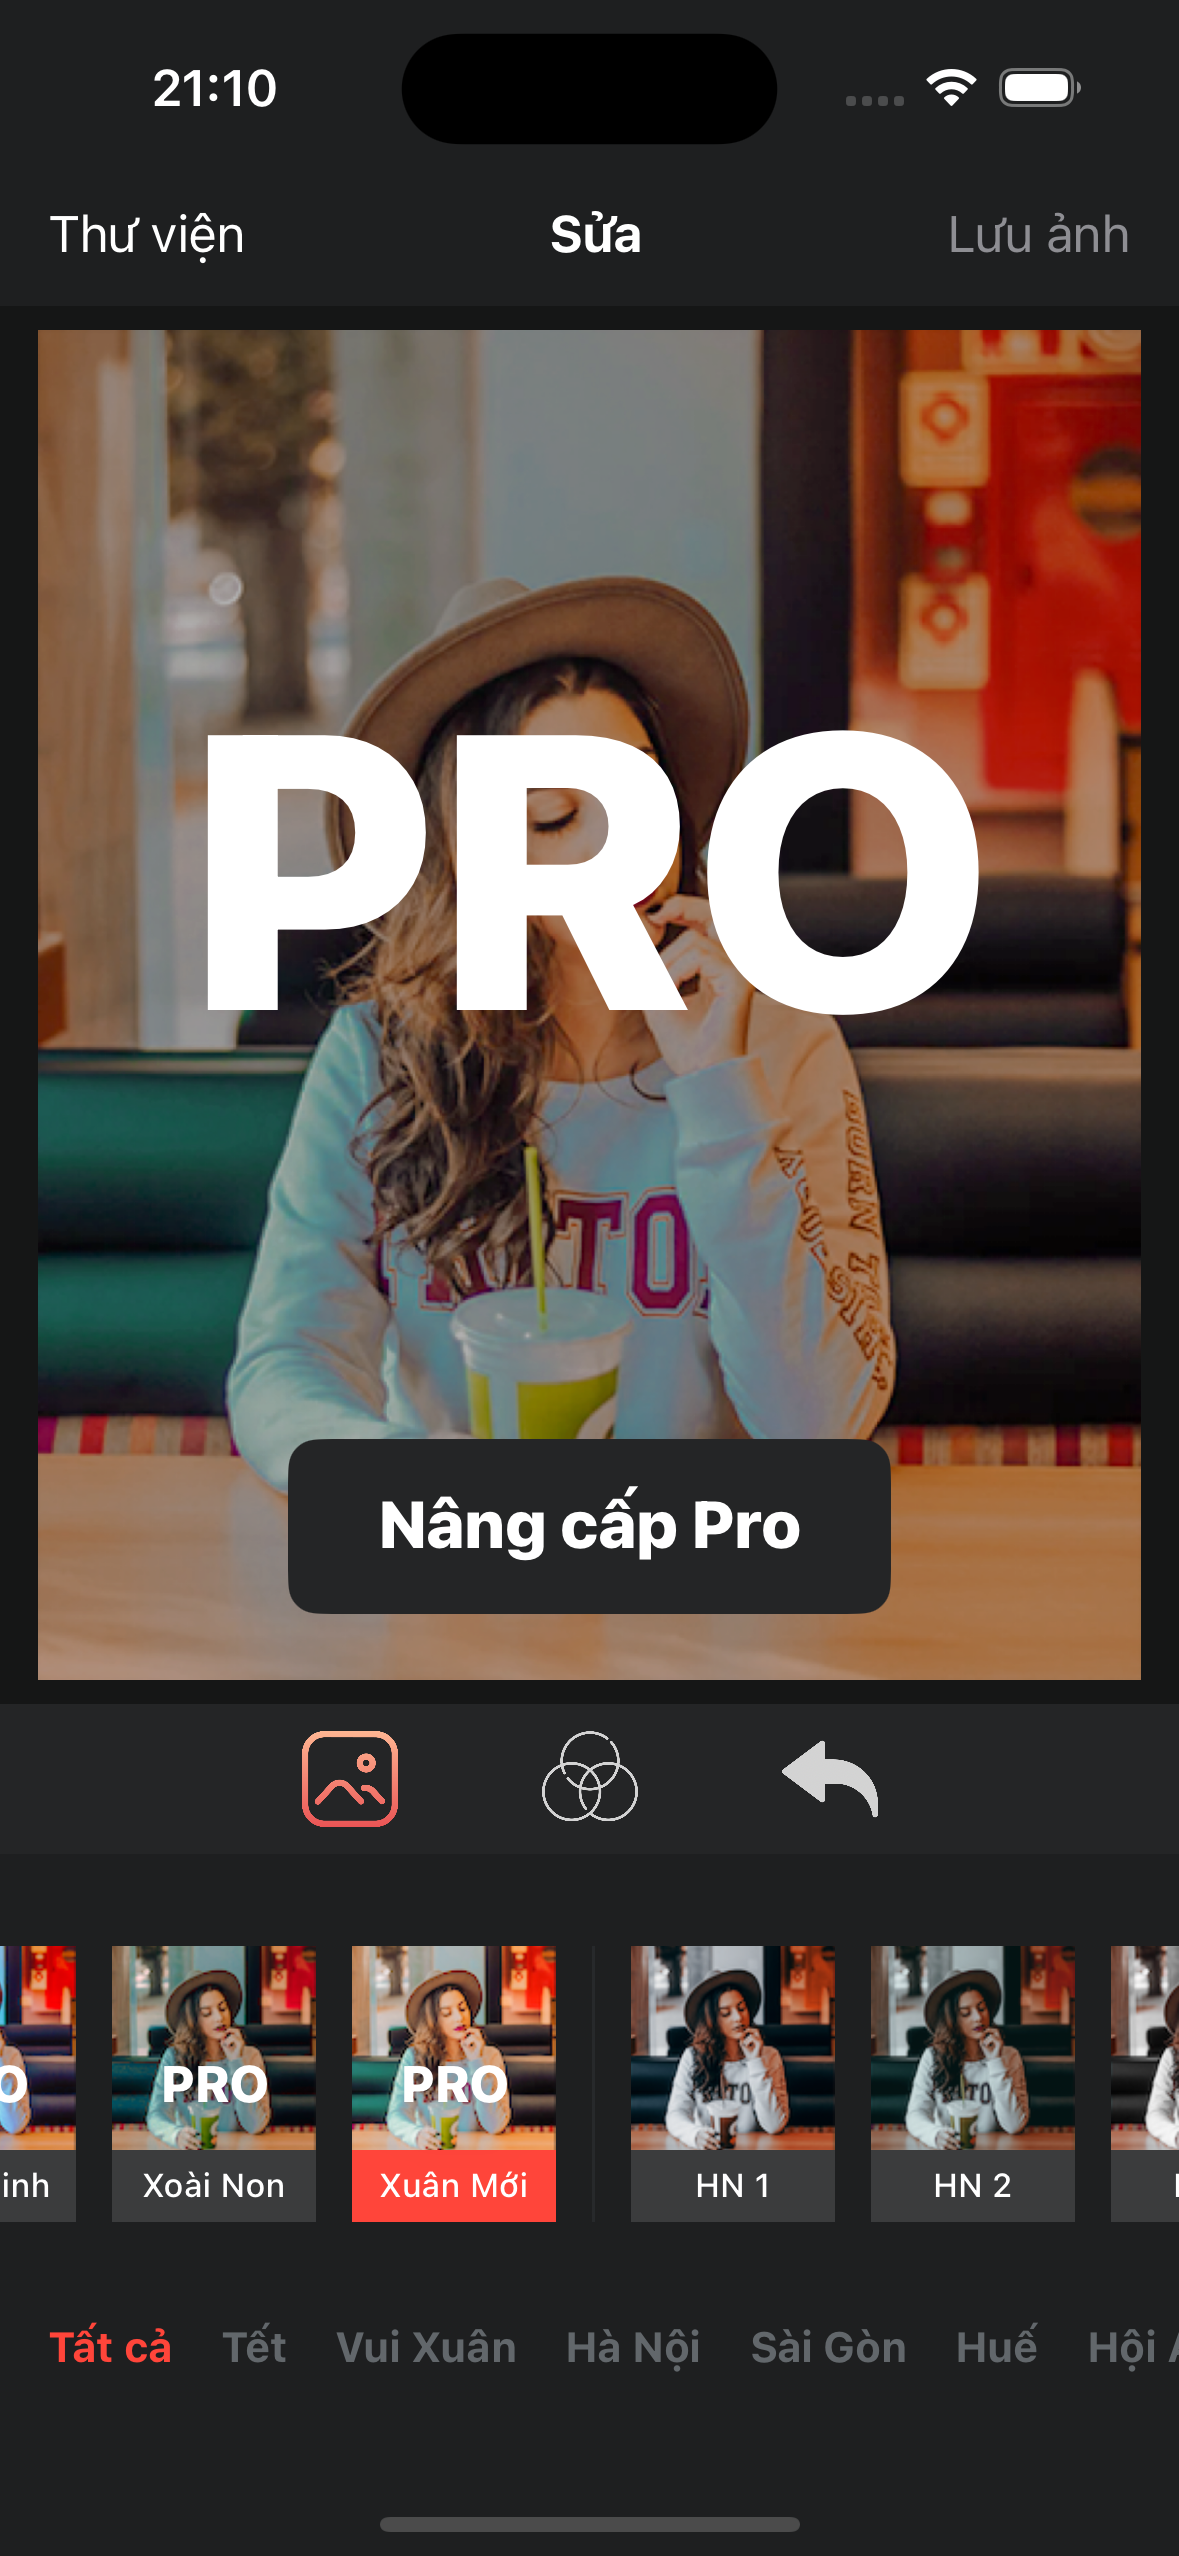 21:10
Thư viện
Sửa
Lưu ảnh
PRO
Nâng cấp Pro
PRO
PRO
inh
Xoài Non
Xuân Mới
HN 1
HN 2
Tất cả
Tết
Vui Xuân
Hà Nội
Sài Gòn
Huế
Hội